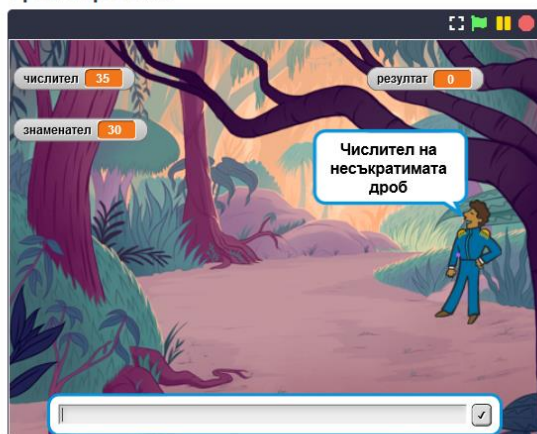 числител 35
резултат 0
знаменател 30
Числител на
несъкратимата
дроб